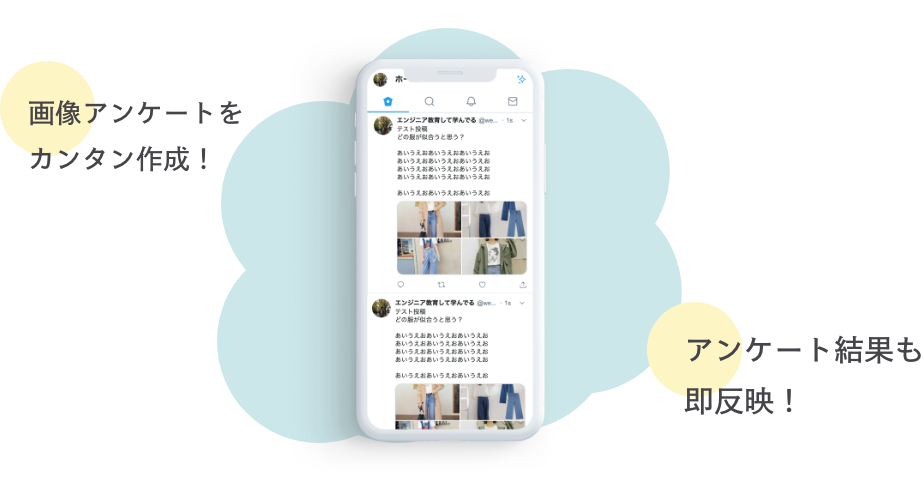 画像アンケートを
カンタン作成！
ホー
エンジニア教育して学んでる @we... · 1s
テスト投稿
どの服が似合うと思う？
あいうえおあいうえおあいうえお
あいうえおあいうえおあいうえお
あいうえおあいうえおあいうえお
あいうえおあいうえおあいうえお
あいうえおあいうえおあいうえお
エンジニア教育して学んでる @we... · 1s
テスト投稿
どの服が似合うと思う？
あいうえおあいうえおあいうえお
あいうえおあいうえおあいうえお
あいうえおあいうえおあいうえお
あいうえおあいうえおあいうえお
あいうえおあいうえおあいうえお
アンケート結果も
即反映！